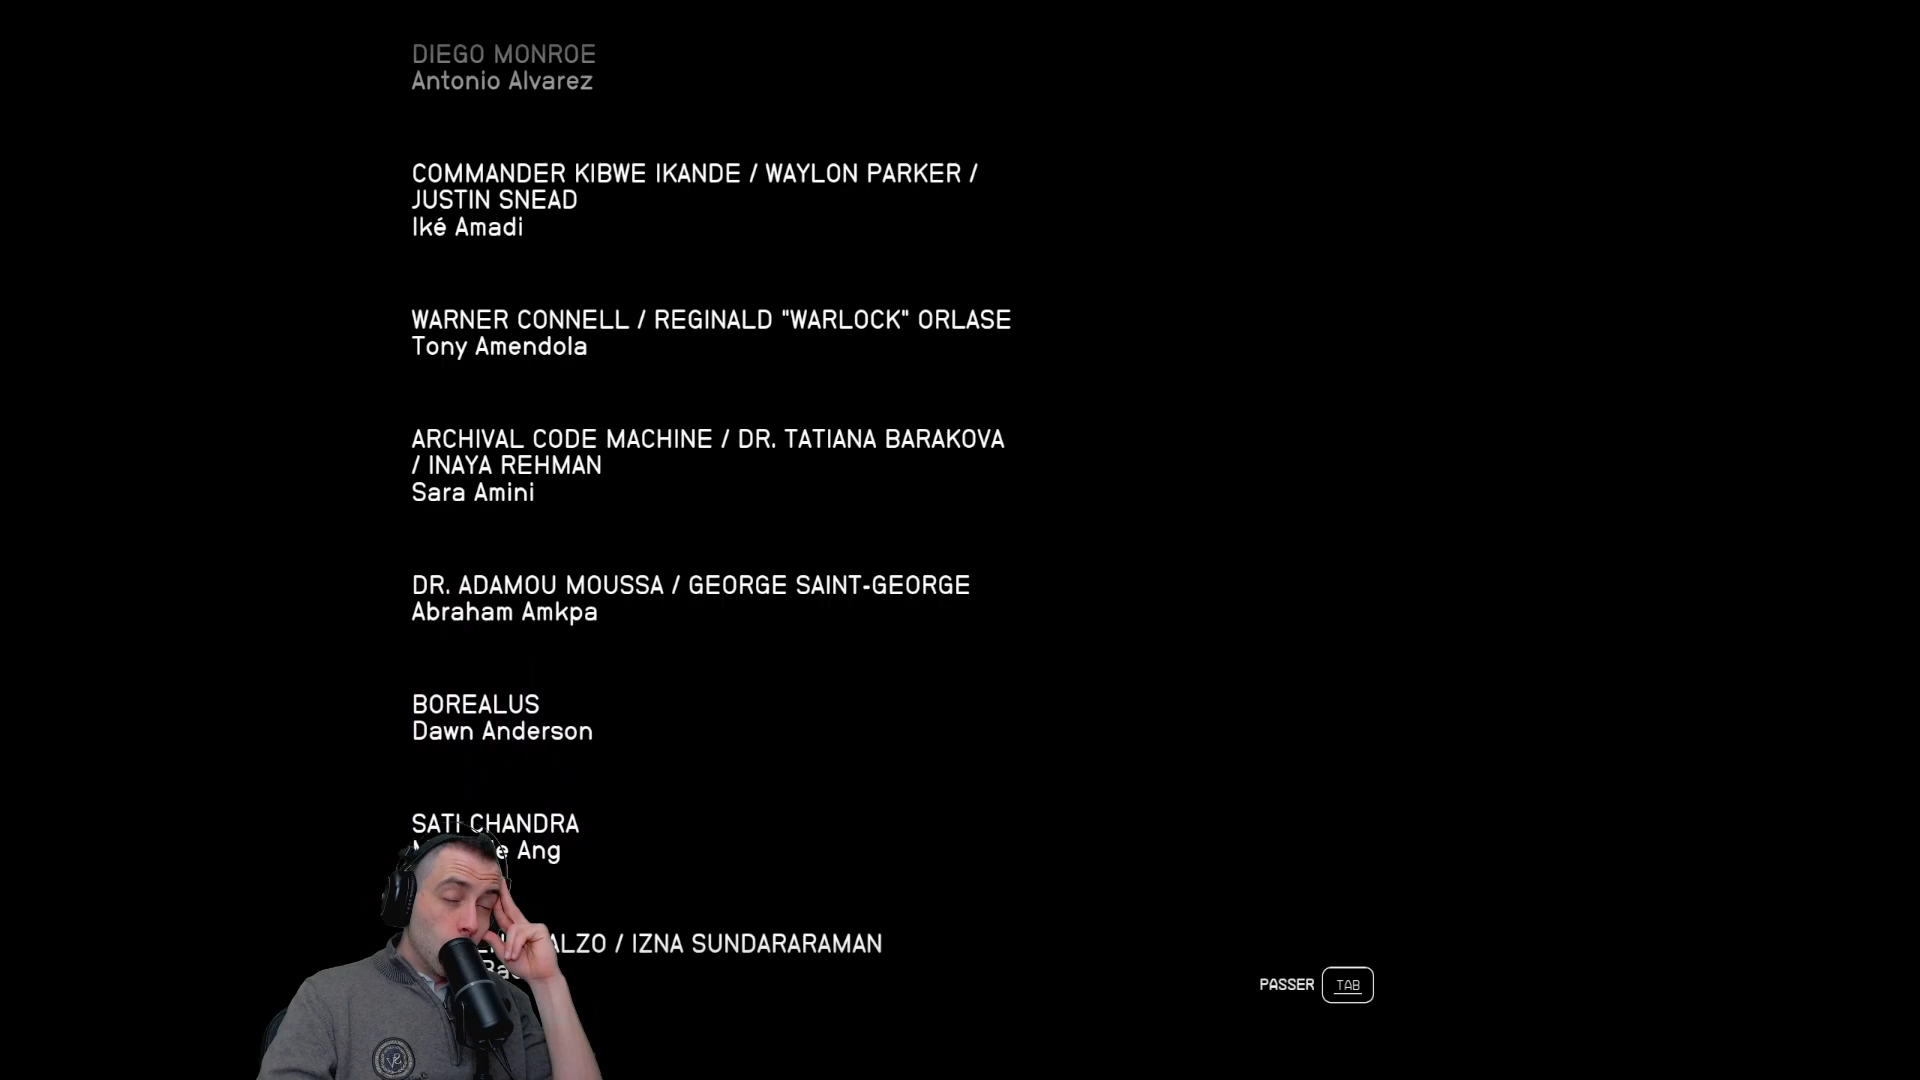 DIEGO MONROE
Antonio Alvarez
COMMANDER KIBWE IKANDE / WAYLON PARKER /
JUSTIN SNEAD
Iké Amadi
WARNER CONNELL / REGINALD "WARLOCK" ORLASE
Tony Amendola
ARCHIVAL CODE MACHINE / DR. TATIANA BARAKOVA
/ INAYA REHMAN
Sara Amini
DR. ADAMOU MOUSSA / GEORGE SAINT-GEORGE
Abraham Amkpa
BOREALUS
Dawn Anderson
SATI CHANDRA
Ang
/ IZNA SUNDARARAMAN
PASSER TAB